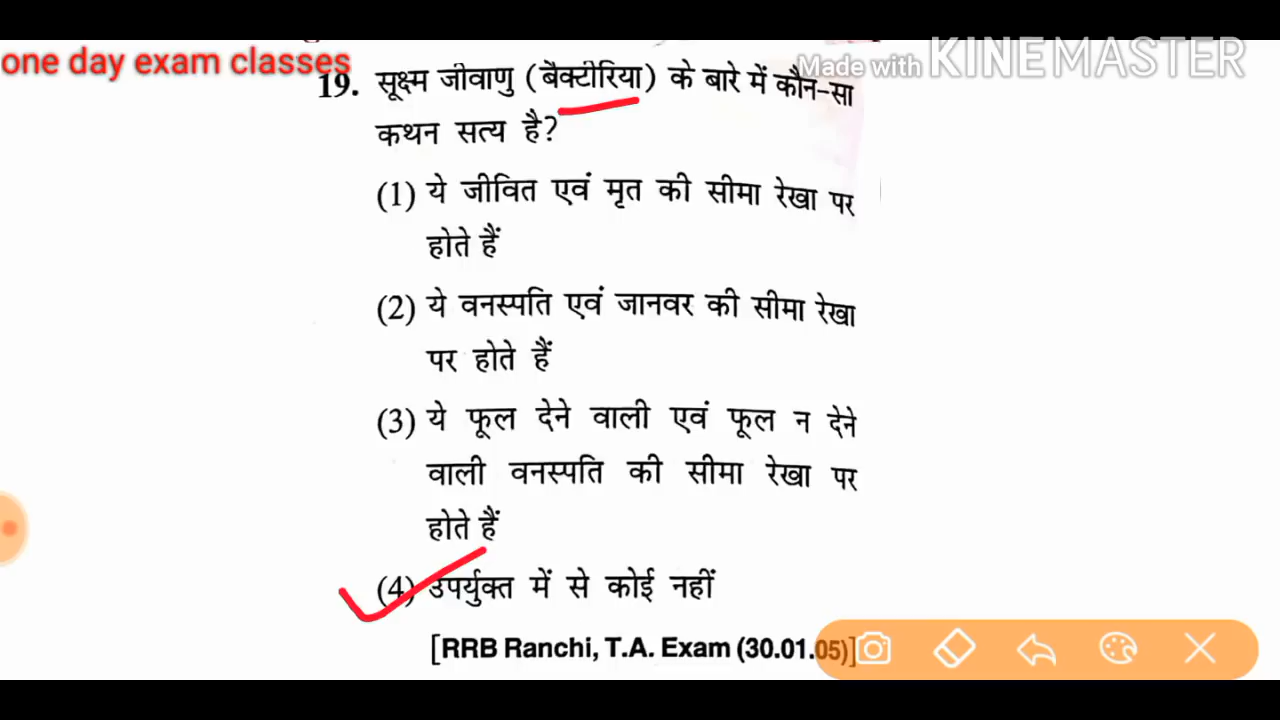 one day exam classes
Made with KINEMASTER
19. सूक्ष्म जीवाणु (बैक्टीरिया) के बारे में कौन-सा
कथन सत्य है?
(1) ये जीवित एवं मृत की सीमा रेखा पर
होते हैं
(2) ये वनस्पति एवं जानवर की सीमा रेखा
पर होते हैं
(3) ये फूल देने वाली एवं फूल न देने
वाली वनस्पति की सीमा रेखा पर
होते हैं
(4) उपर्युक्त में से कोई नहीं
[RRB Ranchi, T.A. Exam (30.01.05)]